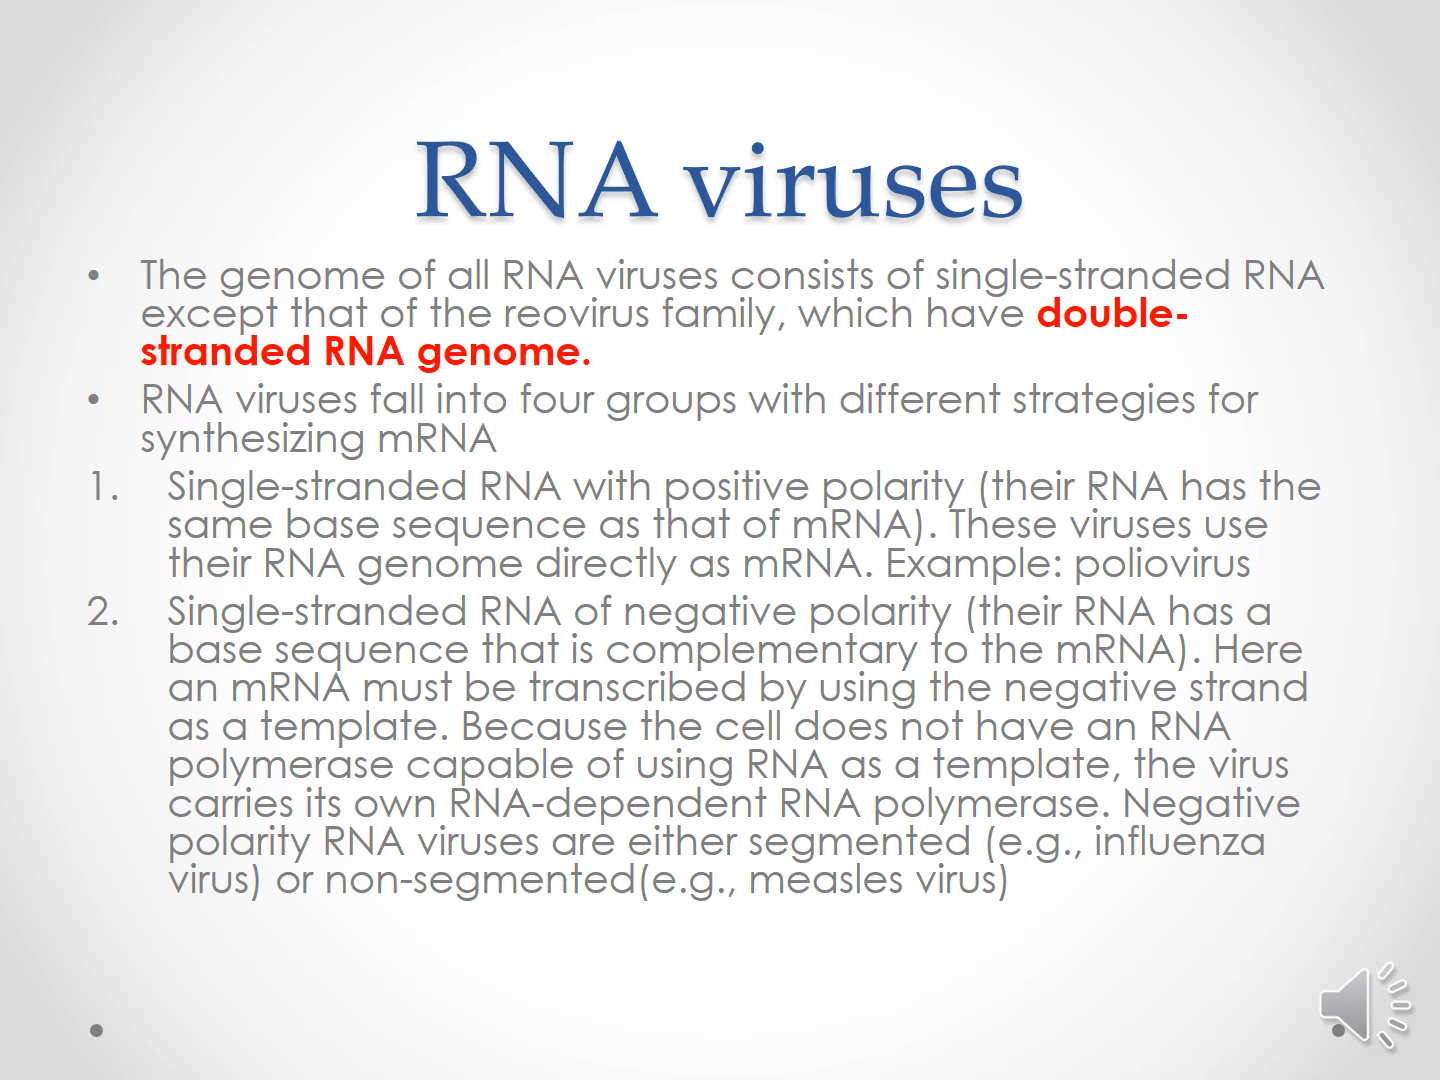 RNA viruses
• The genome of all RNA viruses consists of single-stranded RNA
except that of the reovirus family, which have double-
stranded RNA genome.
• RNA viruses fall into four groups with different strategies for
synthesizing mRNA
1. Single-stranded RNA with positive polarity (their RNA has the
same base sequence as that of mRNA). These viruses use
their RNA genome directly as mRNA. Example: poliovirus
2. Single-stranded RNA of negative polarity (their RNA has a
base sequence that is complementary to the mRNA). Here
an mRNA must be transcribed by using the negative strand
as a template. Because the cell does not have an RNA
polymerase capable of using RNA as a template, the virus
carries its own RNA-dependent RNA polymerase. Negative
polarity RNA viruses are either segmented (e.g., influenza
virus) or non-segmented(e.g., measles virus)